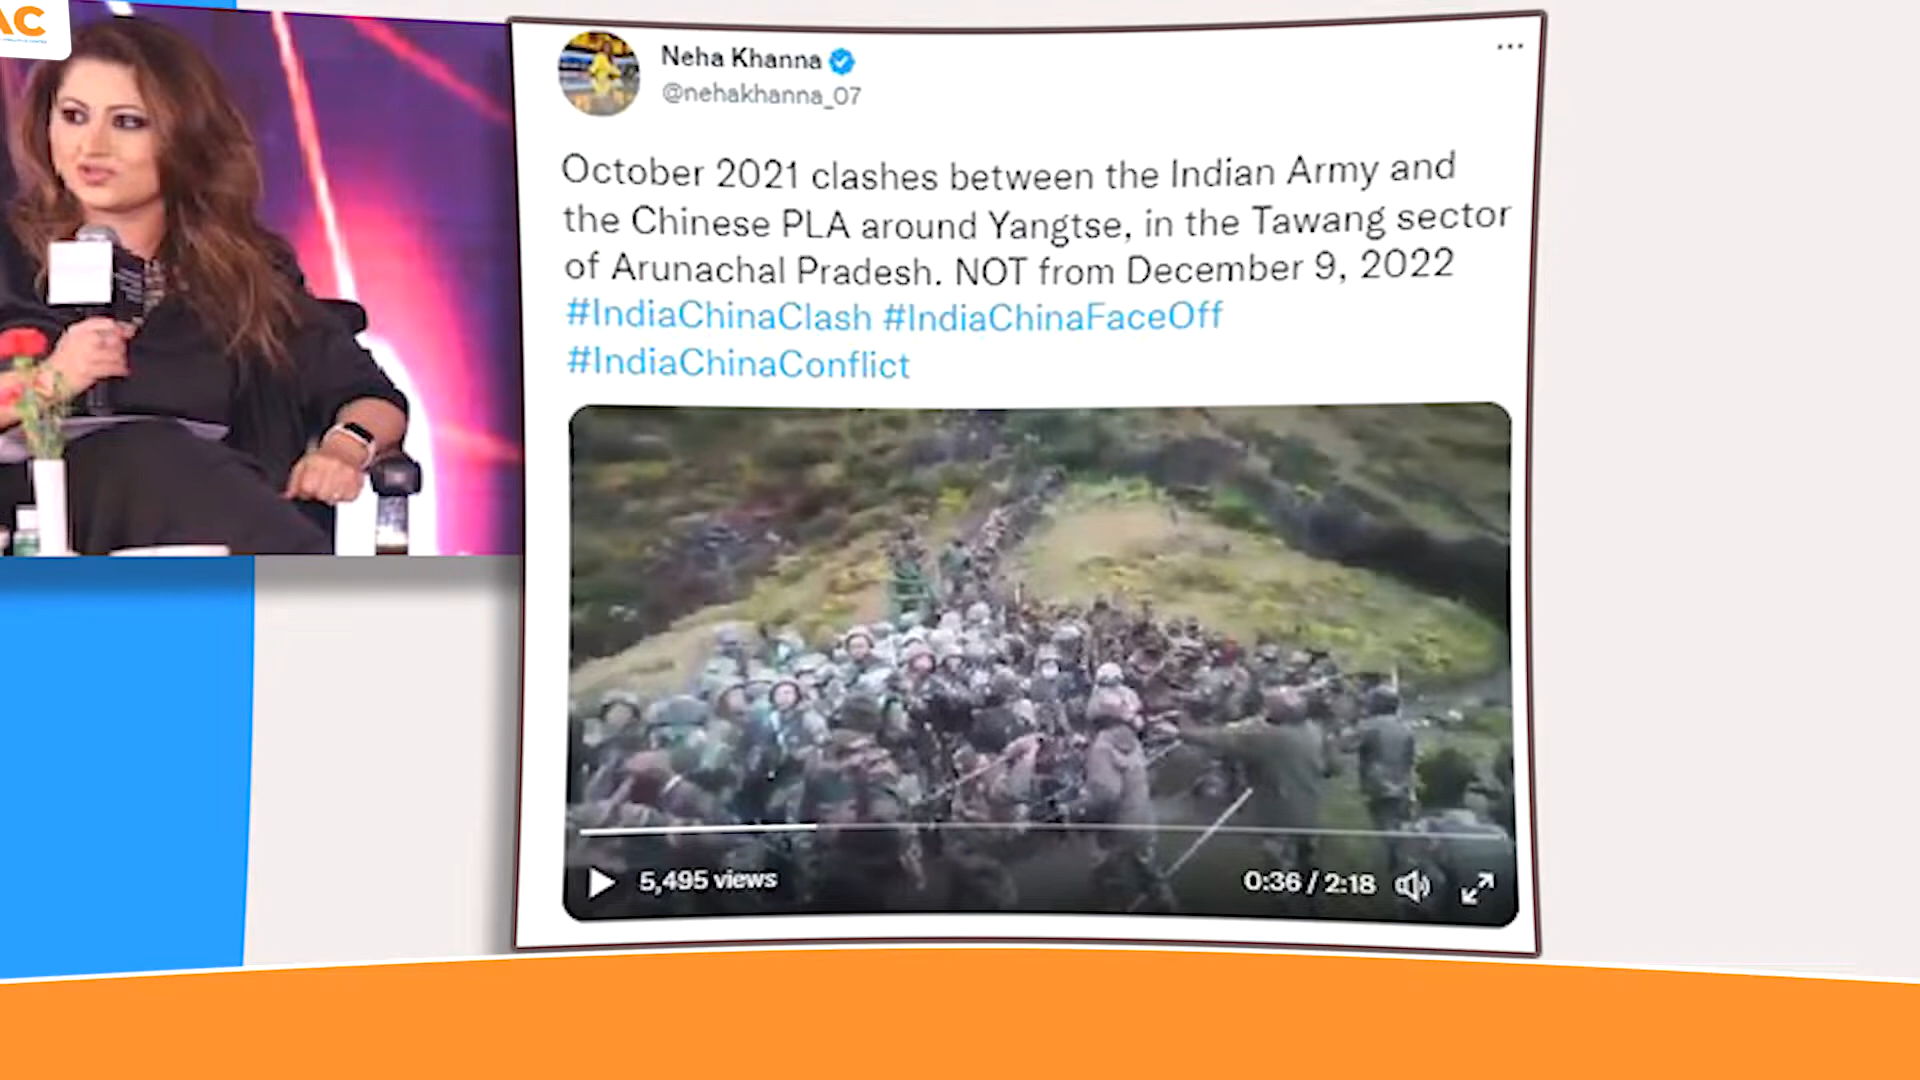 AC
Neha Khanna
@nehakhanna_07
October 2021 clashes between the Indian Army and
the Chinese PLA around Yangtse, in the Tawang sector
of Arunachal Pradesh. NOT from December 9, 2022
#IndiaChinaClash #IndiaChinaFaceOff
#IndiaChinaConflict
5,495 views
0:36 / 2:18